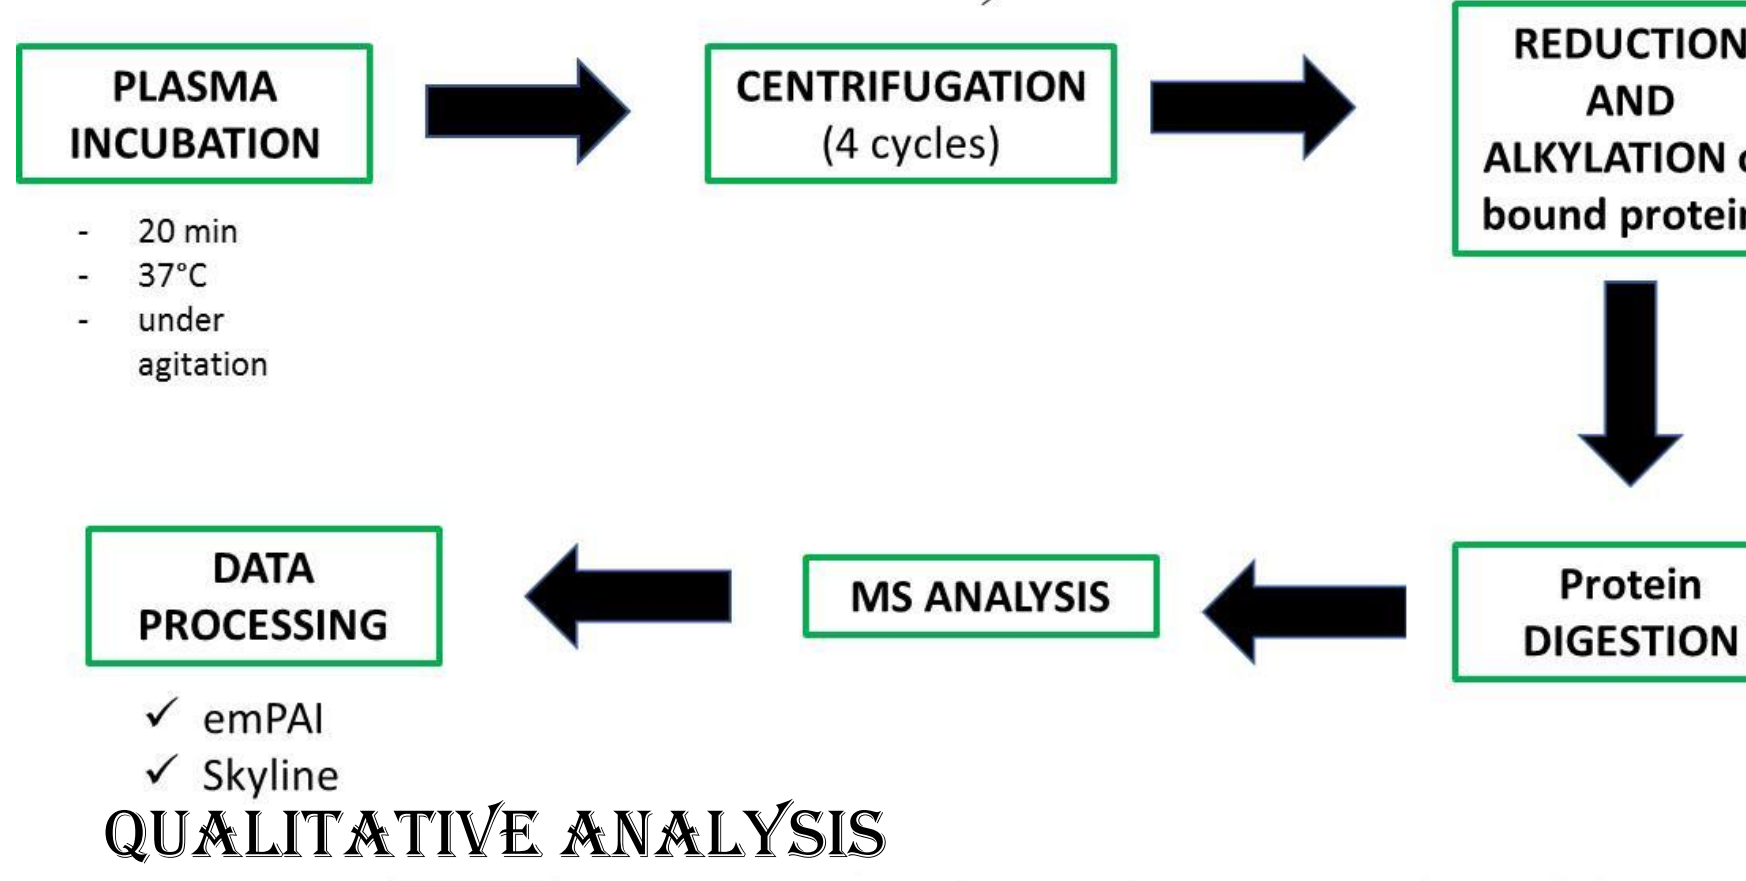 PLASMA
INCUBATION
- 20 min
- 37°C
- under
agitation
CENTRIFUGATION
(4 cycles)
REDUCTION
AND
ALKYLATION
bound
Protein
DIGESTION
MS ANALYSIS
DATA
PROCESSING
✓ emPAI
✓ Skyline
QUALITATIVE ANALYSIS